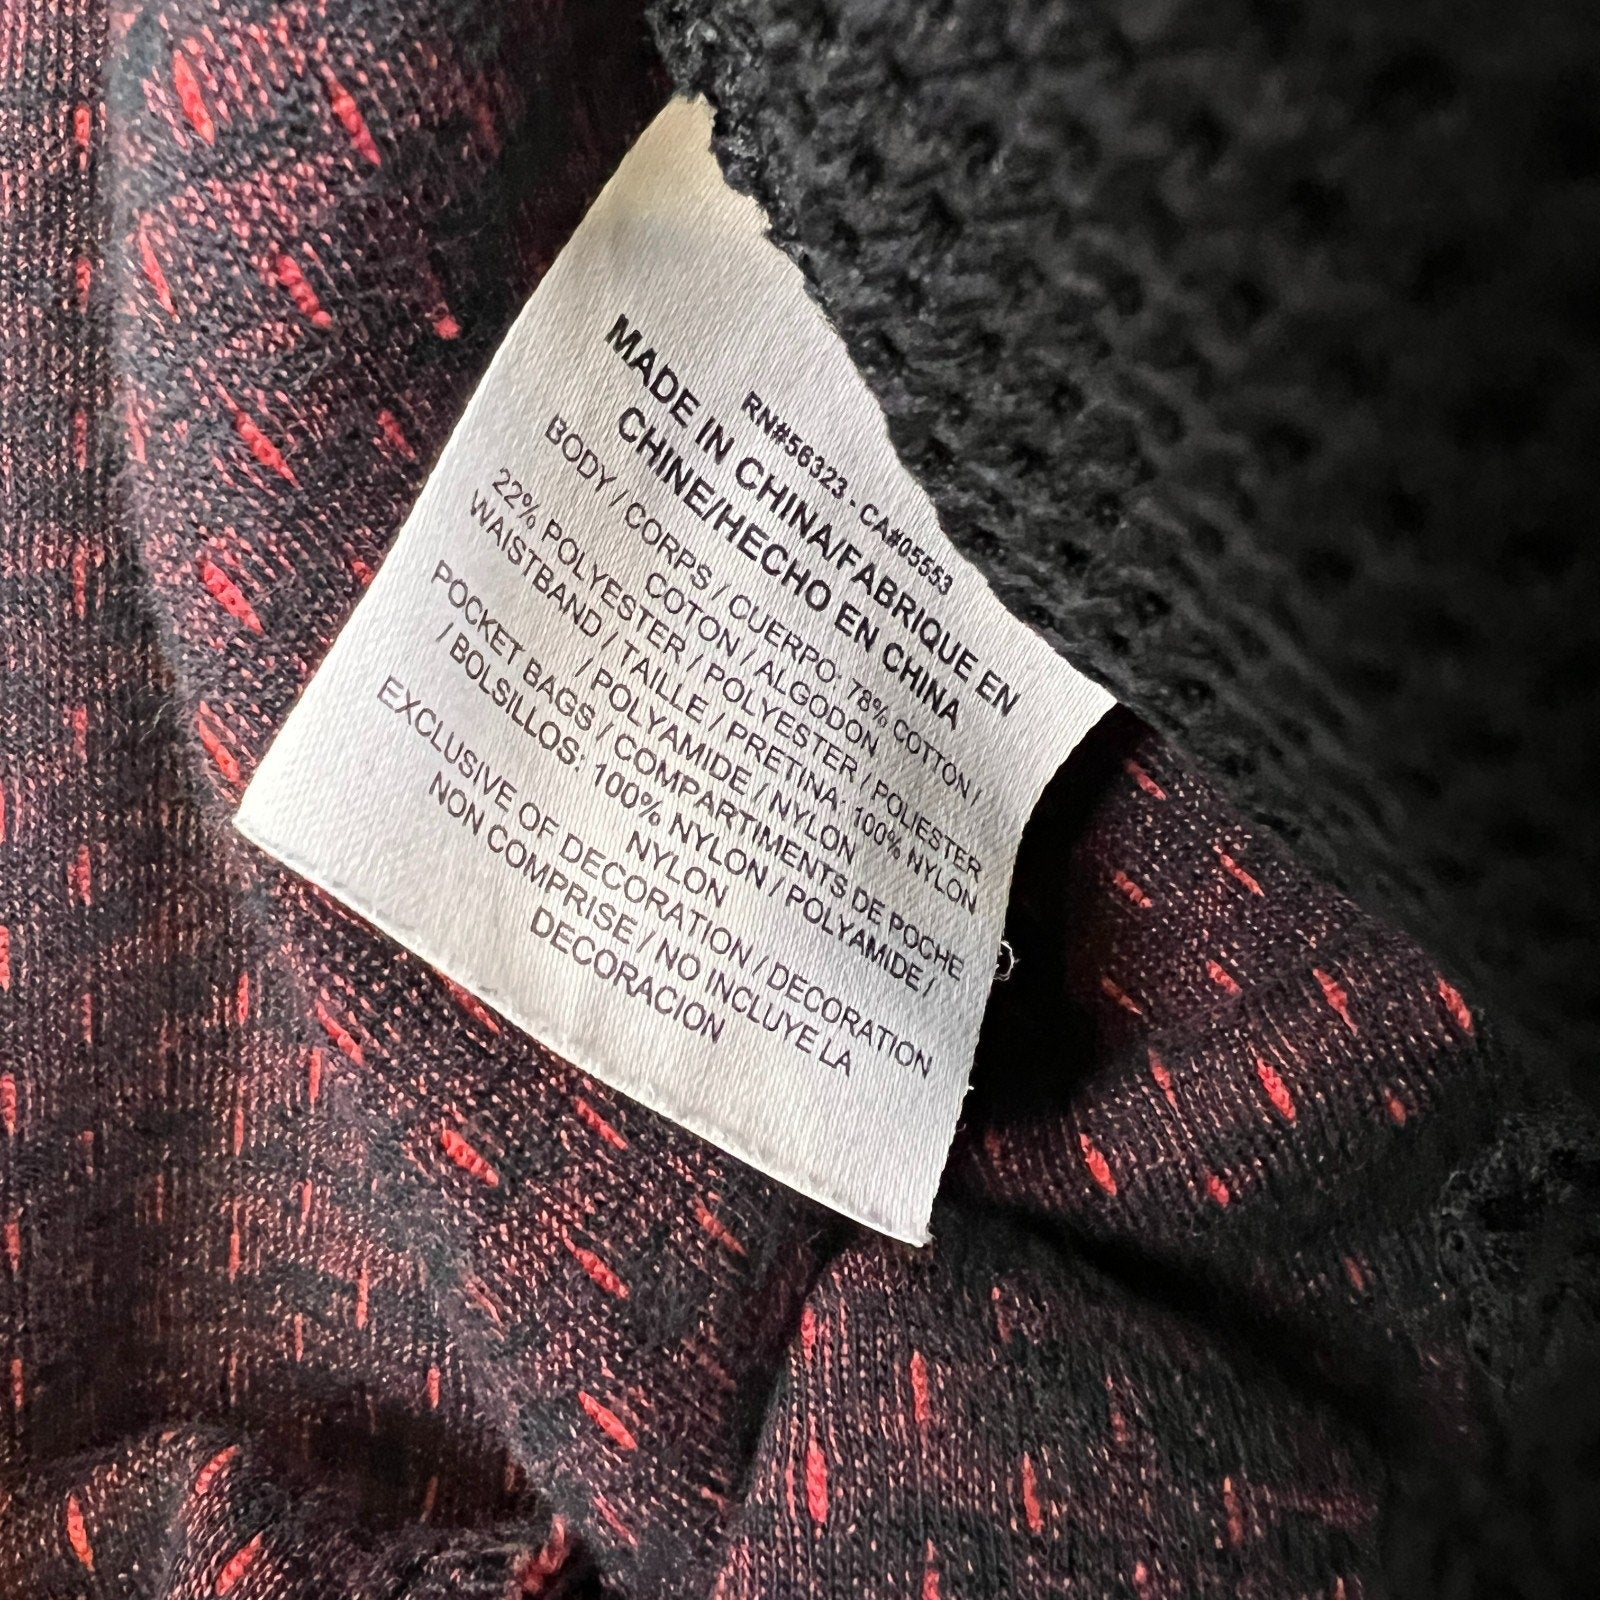 RN#56323 - CA#05553
MADE IN CHINA/FABRIQUE EN
CHINE/HECHO EN CHINA
BODY / CORPS / CUERPO: 78% COTTON /
COTON / ALGODON
22% POLYESTER / POLYESTER / POLIESTER
WAISTBAND / TAILLE / PRETINA: 100% NYLON
/ POLYAMIDE / NYLON
POCKET BAGS / COMPARTIMENTS DE POCHE
/ BOLSILLOS: 100% NYLON / POLYAMIDE /
NYLON
EXCLUSIVE OF DECORATION / DECORATION
NON COMPRISE / NO INCLUYE LA
DECORACION